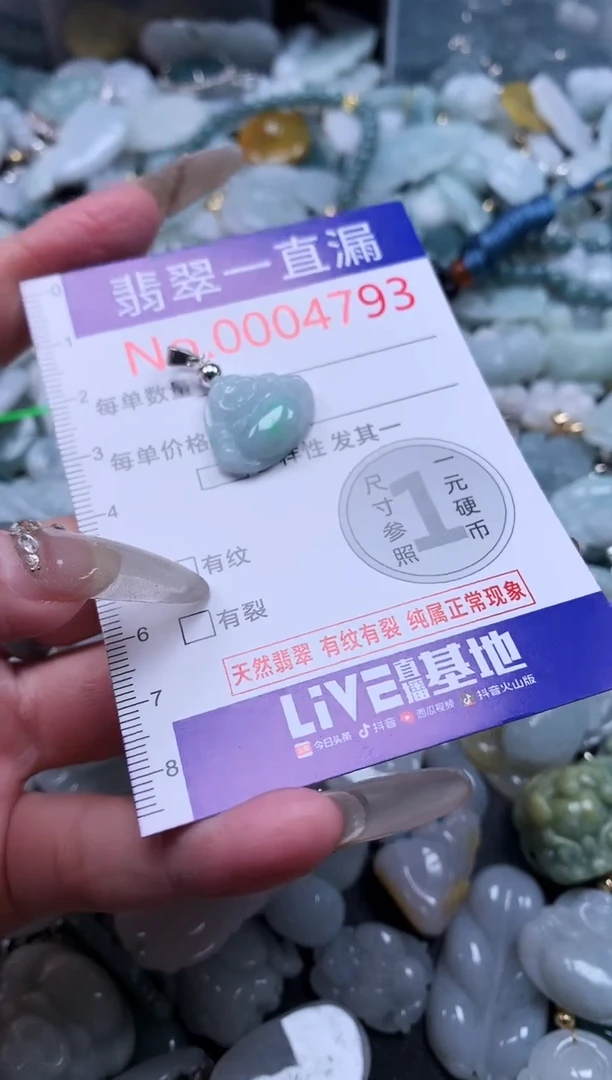 翡翠一直漏
No.0004793
0
1
2
每单数量
3
每单价格
样性 发其一
4
一元硬币
1
尺寸参照
有纹
有裂
6
天然翡翠 有纹有裂 纯属正常现象
7
LiVE直播基地
今日头条 抖音 西瓜视频 抖音火山版
8